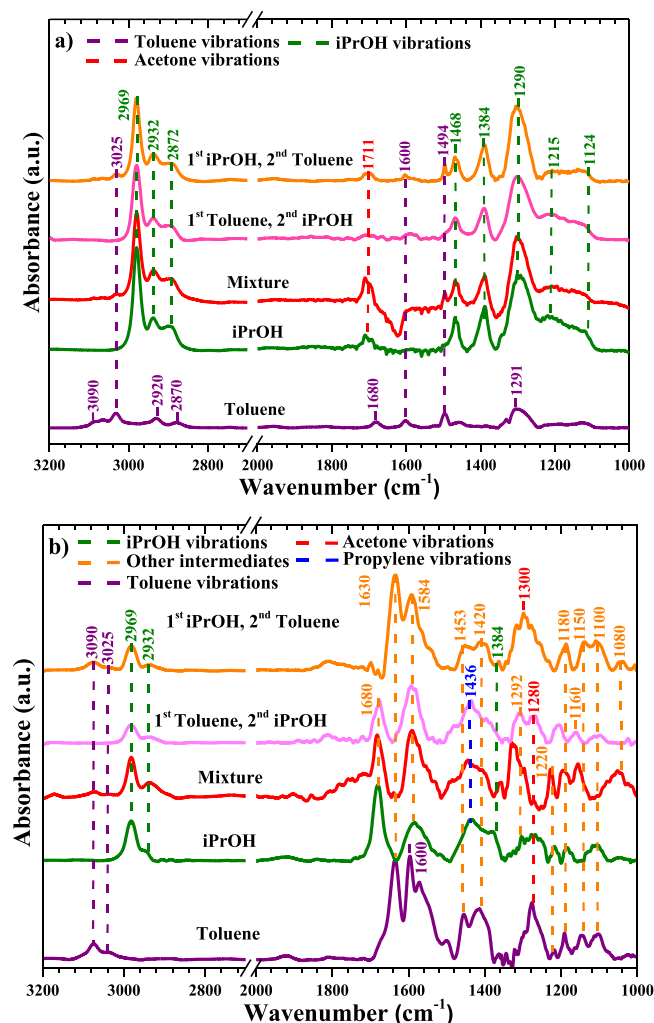 a)
Toluene vibrations
iPrOH vibrations
Acetone vibrations
2969
3025
2932
2872
1711
1600
1494
1468
1384
1290
1215
1124
1st iPrOH, 2nd Toluene
1st Toluene, 2nd iPrOH
Mixture
iPrOH
3090
2920
2870
Toluene
1680
1291
Absorbance (a.u.)
3200 3000 2800 2000 1800 1600 1400 1200 1000
Wavenumber (cm-1)
b)
iPrOH vibrations
Acetone vibrations
Other intermediates
Propylene vibrations
Toluene vibrations
3090
3025
2969
2932
1st iPrOH, 2nd Toluene
1630
1584
1453
1420
1384
1300
1180
1150
1100
1080
1st Toluene, 2nd iPrOH
1680
1436
1292
1280
1160
1220
Mixture
iPrOH
1600
Toluene
Absorbance (a.u.)
3200 3000 2800 2000 1800 1600 1400 1200 1000
Wavenumber (cm-1)